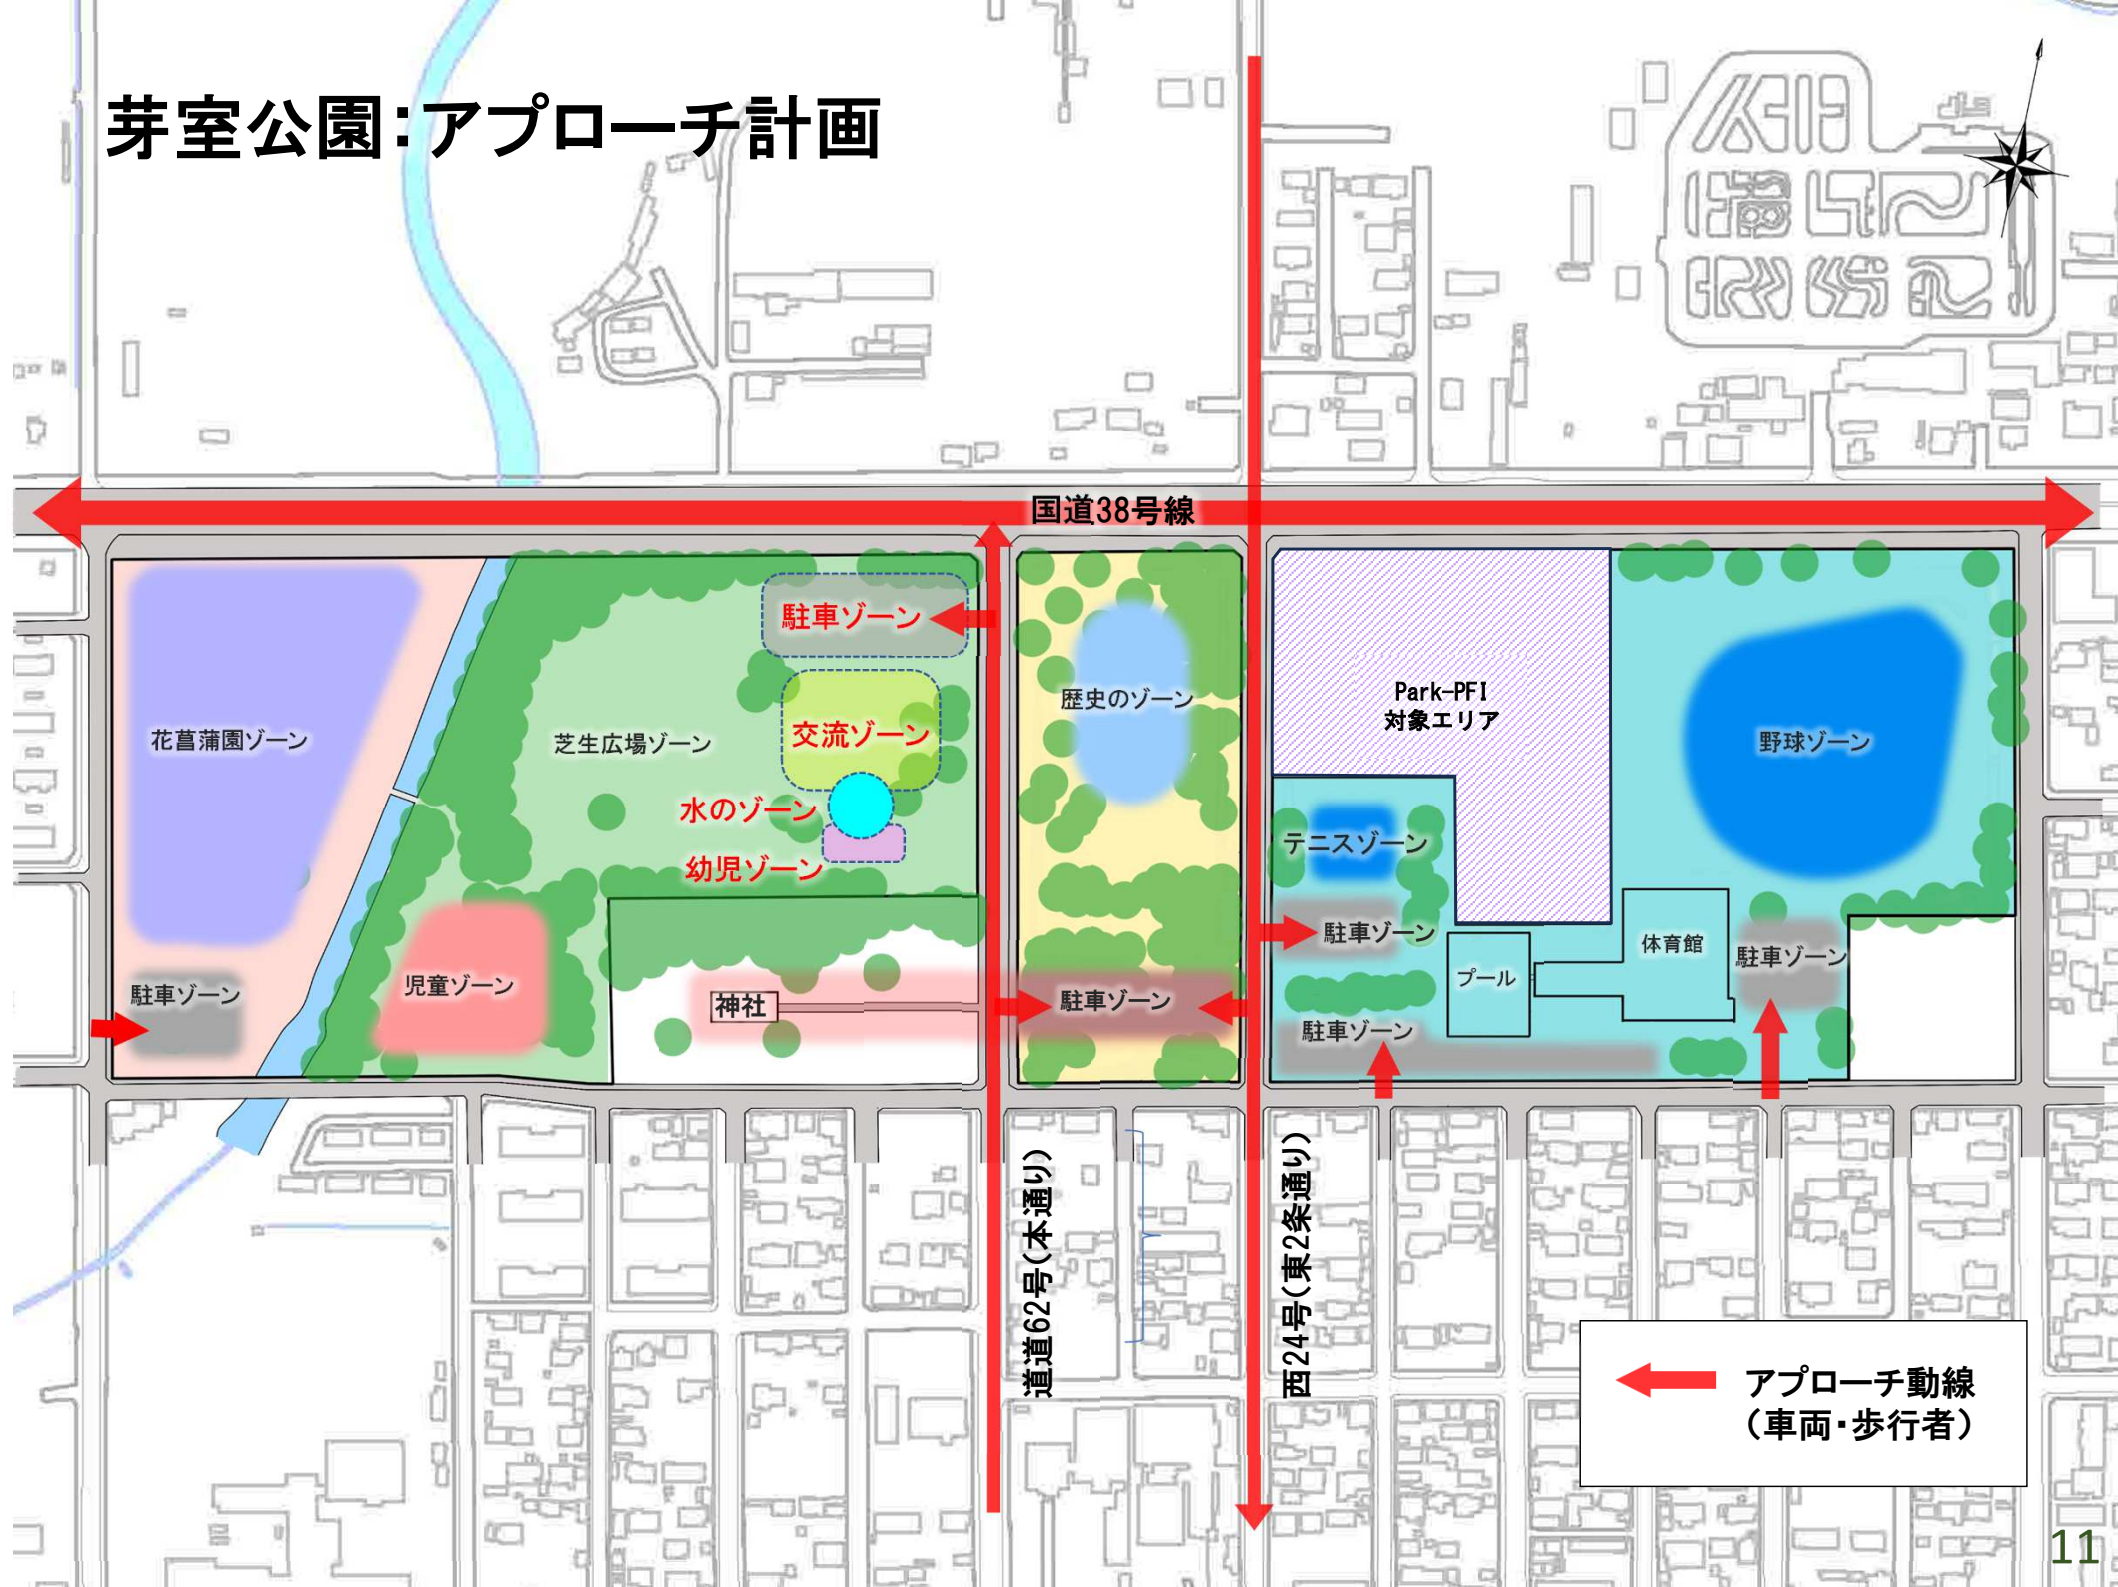 芽室公園：アプローチ計画
国道38号線
駐車ゾーン
交流ゾーン
水のゾーン
幼児ゾーン
花菖蒲園ゾーン
芝生広場ゾーン
歴史のゾーン
Park-PFI
対象エリア
野球ゾーン
テニスゾーン
駐車ゾーン
体育館
プール
駐車ゾーン
駐車ゾーン
児童ゾーン
神社
駐車ゾーン
駐車ゾーン
道道62号(本通り)
西24号(東2条通り)
アプローチ動線
（車両・歩行者）
11